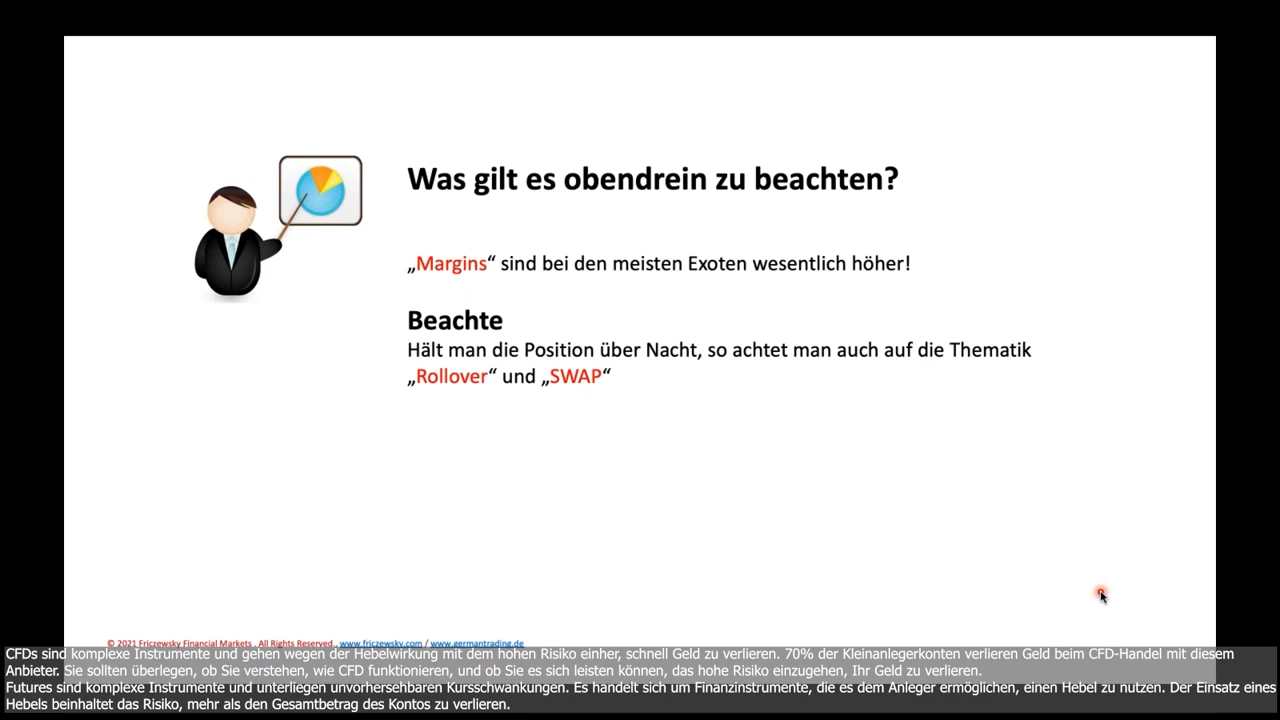 Was gilt es obendrein zu beachten?
„Margins“ sind bei den meisten Exoten wesentlich höher!
Beachte
Hält man die Position über Nacht, so achtet man auch auf die Thematik
„Rollover“ und „SWAP“
© 2021 Friczewsky Financial Markets . All Rights Reserved . www.friczewsky.com / www.germantrading.de
CFDs sind komplexe Instrumente und gehen wegen der Hebelwirkung mit dem hohen Risiko einher, schnell Geld zu verlieren. 70% der Kleinanlegerkonten verlieren Geld beim CFD-Handel mit diesem
Anbieter. Sie sollten überlegen, ob Sie verstehen, wie CFD funktionieren, und ob Sie es sich leisten können, das hohe Risiko einzugehen, Ihr Geld zu verlieren.
Futures sind komplexe Instrumente und unterliegen unvorhersehbaren Kursschwankungen. Es handelt sich um Finanzinstrumente, die es dem Anleger ermöglichen, einen Hebel zu nutzen. Der Einsatz eines
Hebels beinhaltet das Risiko, mehr als den Gesamtbetrag des Kontos zu verlieren.